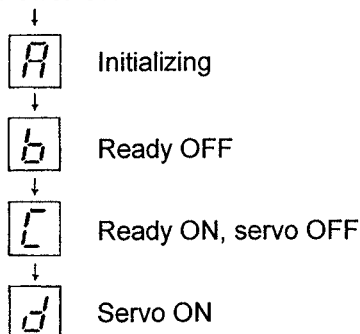 A Initializing
b Ready OFF
C Ready ON, servo OFF
d Servo ON